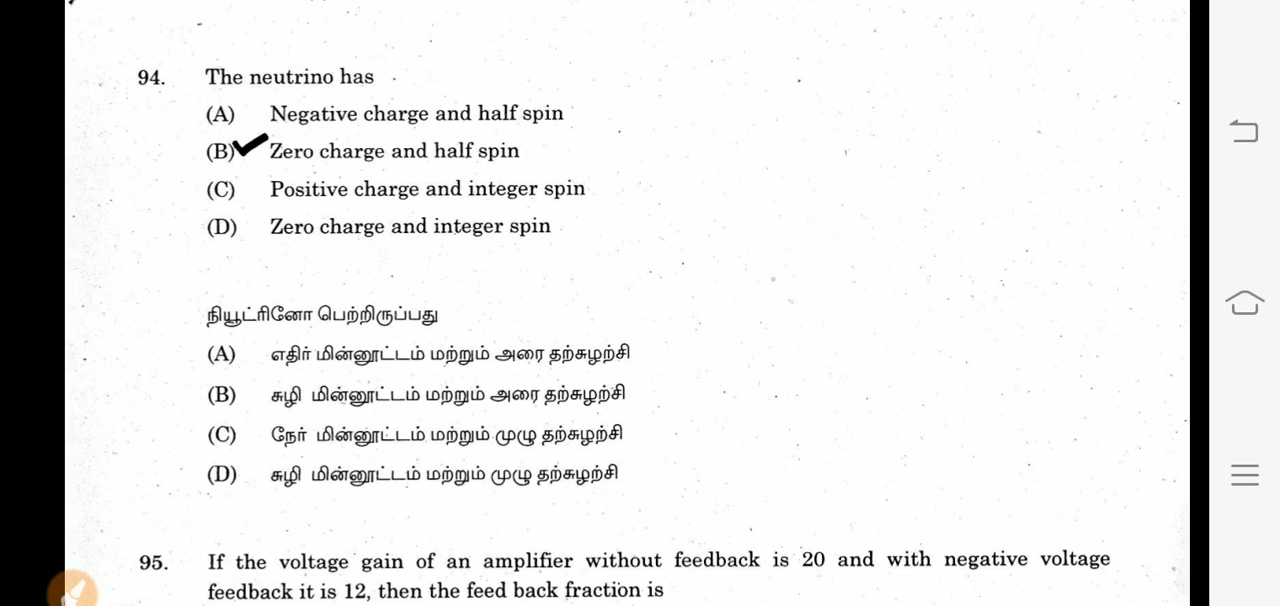 94. The neutrino has
(A) Negative charge and half spin
(B) Zero charge and half spin
(C) Positive charge and integer spin
(D) Zero charge and integer spin
நியூட்ரினோ பெற்றிருப்பது
(A) எதிர் மின்னூட்டம் மற்றும் அரை தற்சுழற்சி
(B) சுழி மின்னூட்டம் மற்றும் அரை தற்சுழற்சி
(C) நேர் மின்னூட்டம் மற்றும் முழு தற்சுழற்சி
(D) சுழி மின்னூட்டம் மற்றும் முழு தற்சுழற்சி
95. If the voltage gain of an amplifier without feedback is 20 and with negative voltage
feedback it is 12, then the feed back fraction is